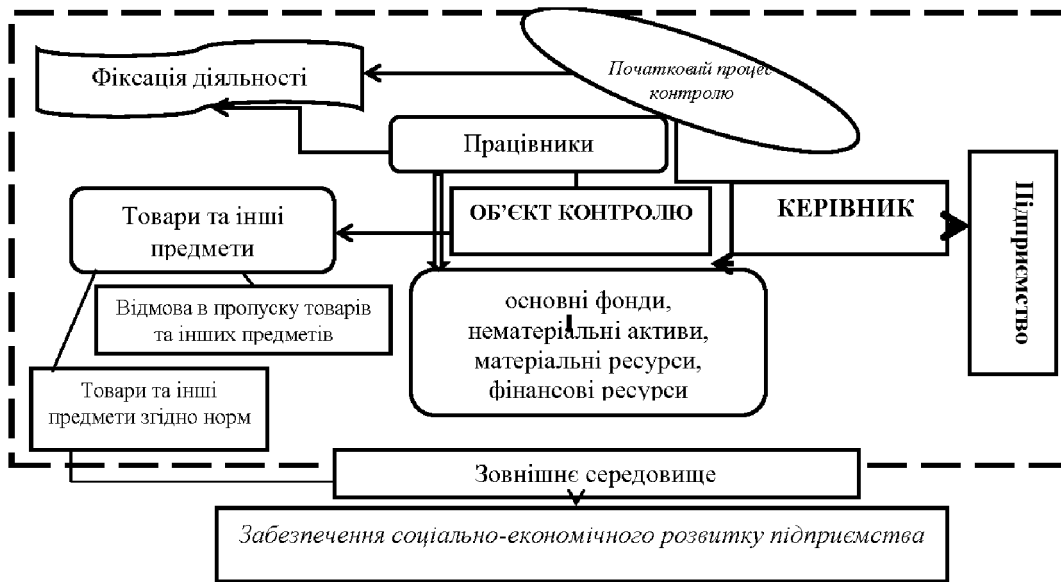 Початковий процес
контролю
Фіксація діяльності
Працівники
Підприємство
ОБ’ЄКТ КОНТРОЛЮ
КЕРІВНИК
Товари та інші
предмети
Відмова в пропуску товарів
та інших предметів
основні фонди,
нематеріальні активи,
матеріальні ресурси,
фінансові ресурси
Товари та інші
предмети згідно норм
Зовнішнє середовище
Забезпечення соціально-економічного розвитку підприємства